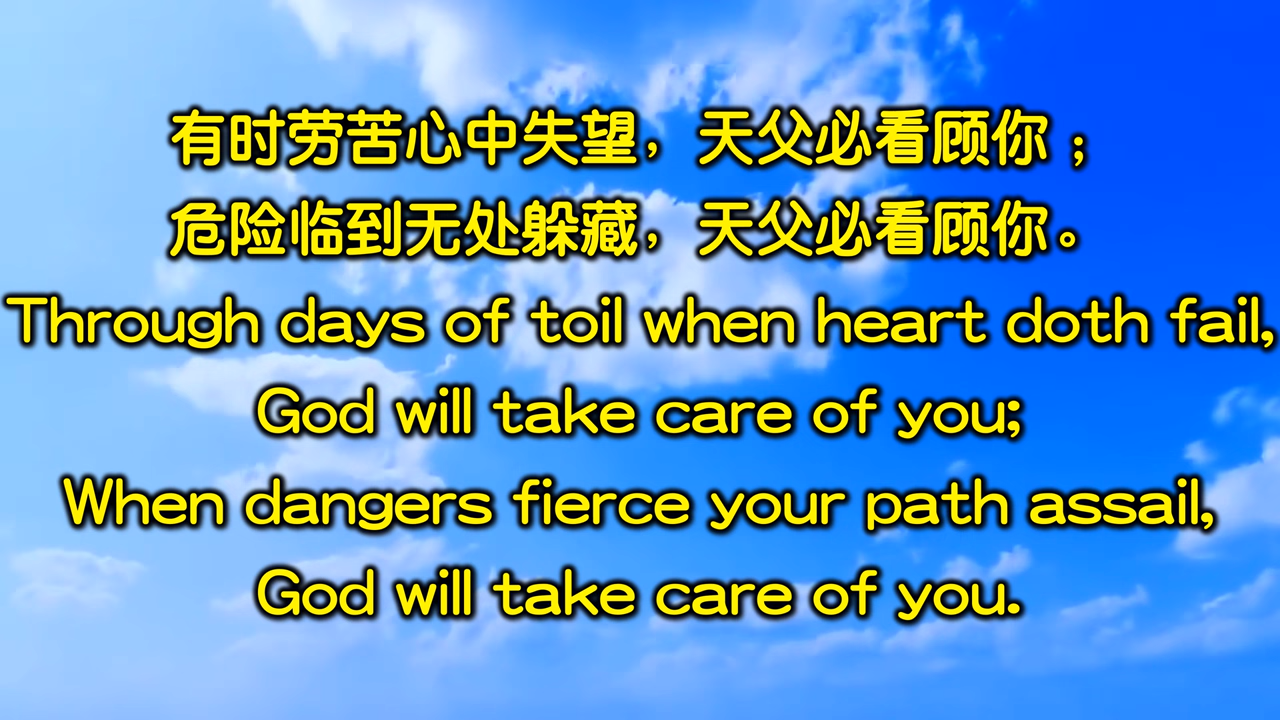 有时劳苦心中失望，天父必看顾你；
危险临到无处躲藏，天父必看顾你。
Through days of toil when heart doth fail,
God will take care of you;
When dangers fierce your path assail,
God will take care of you.